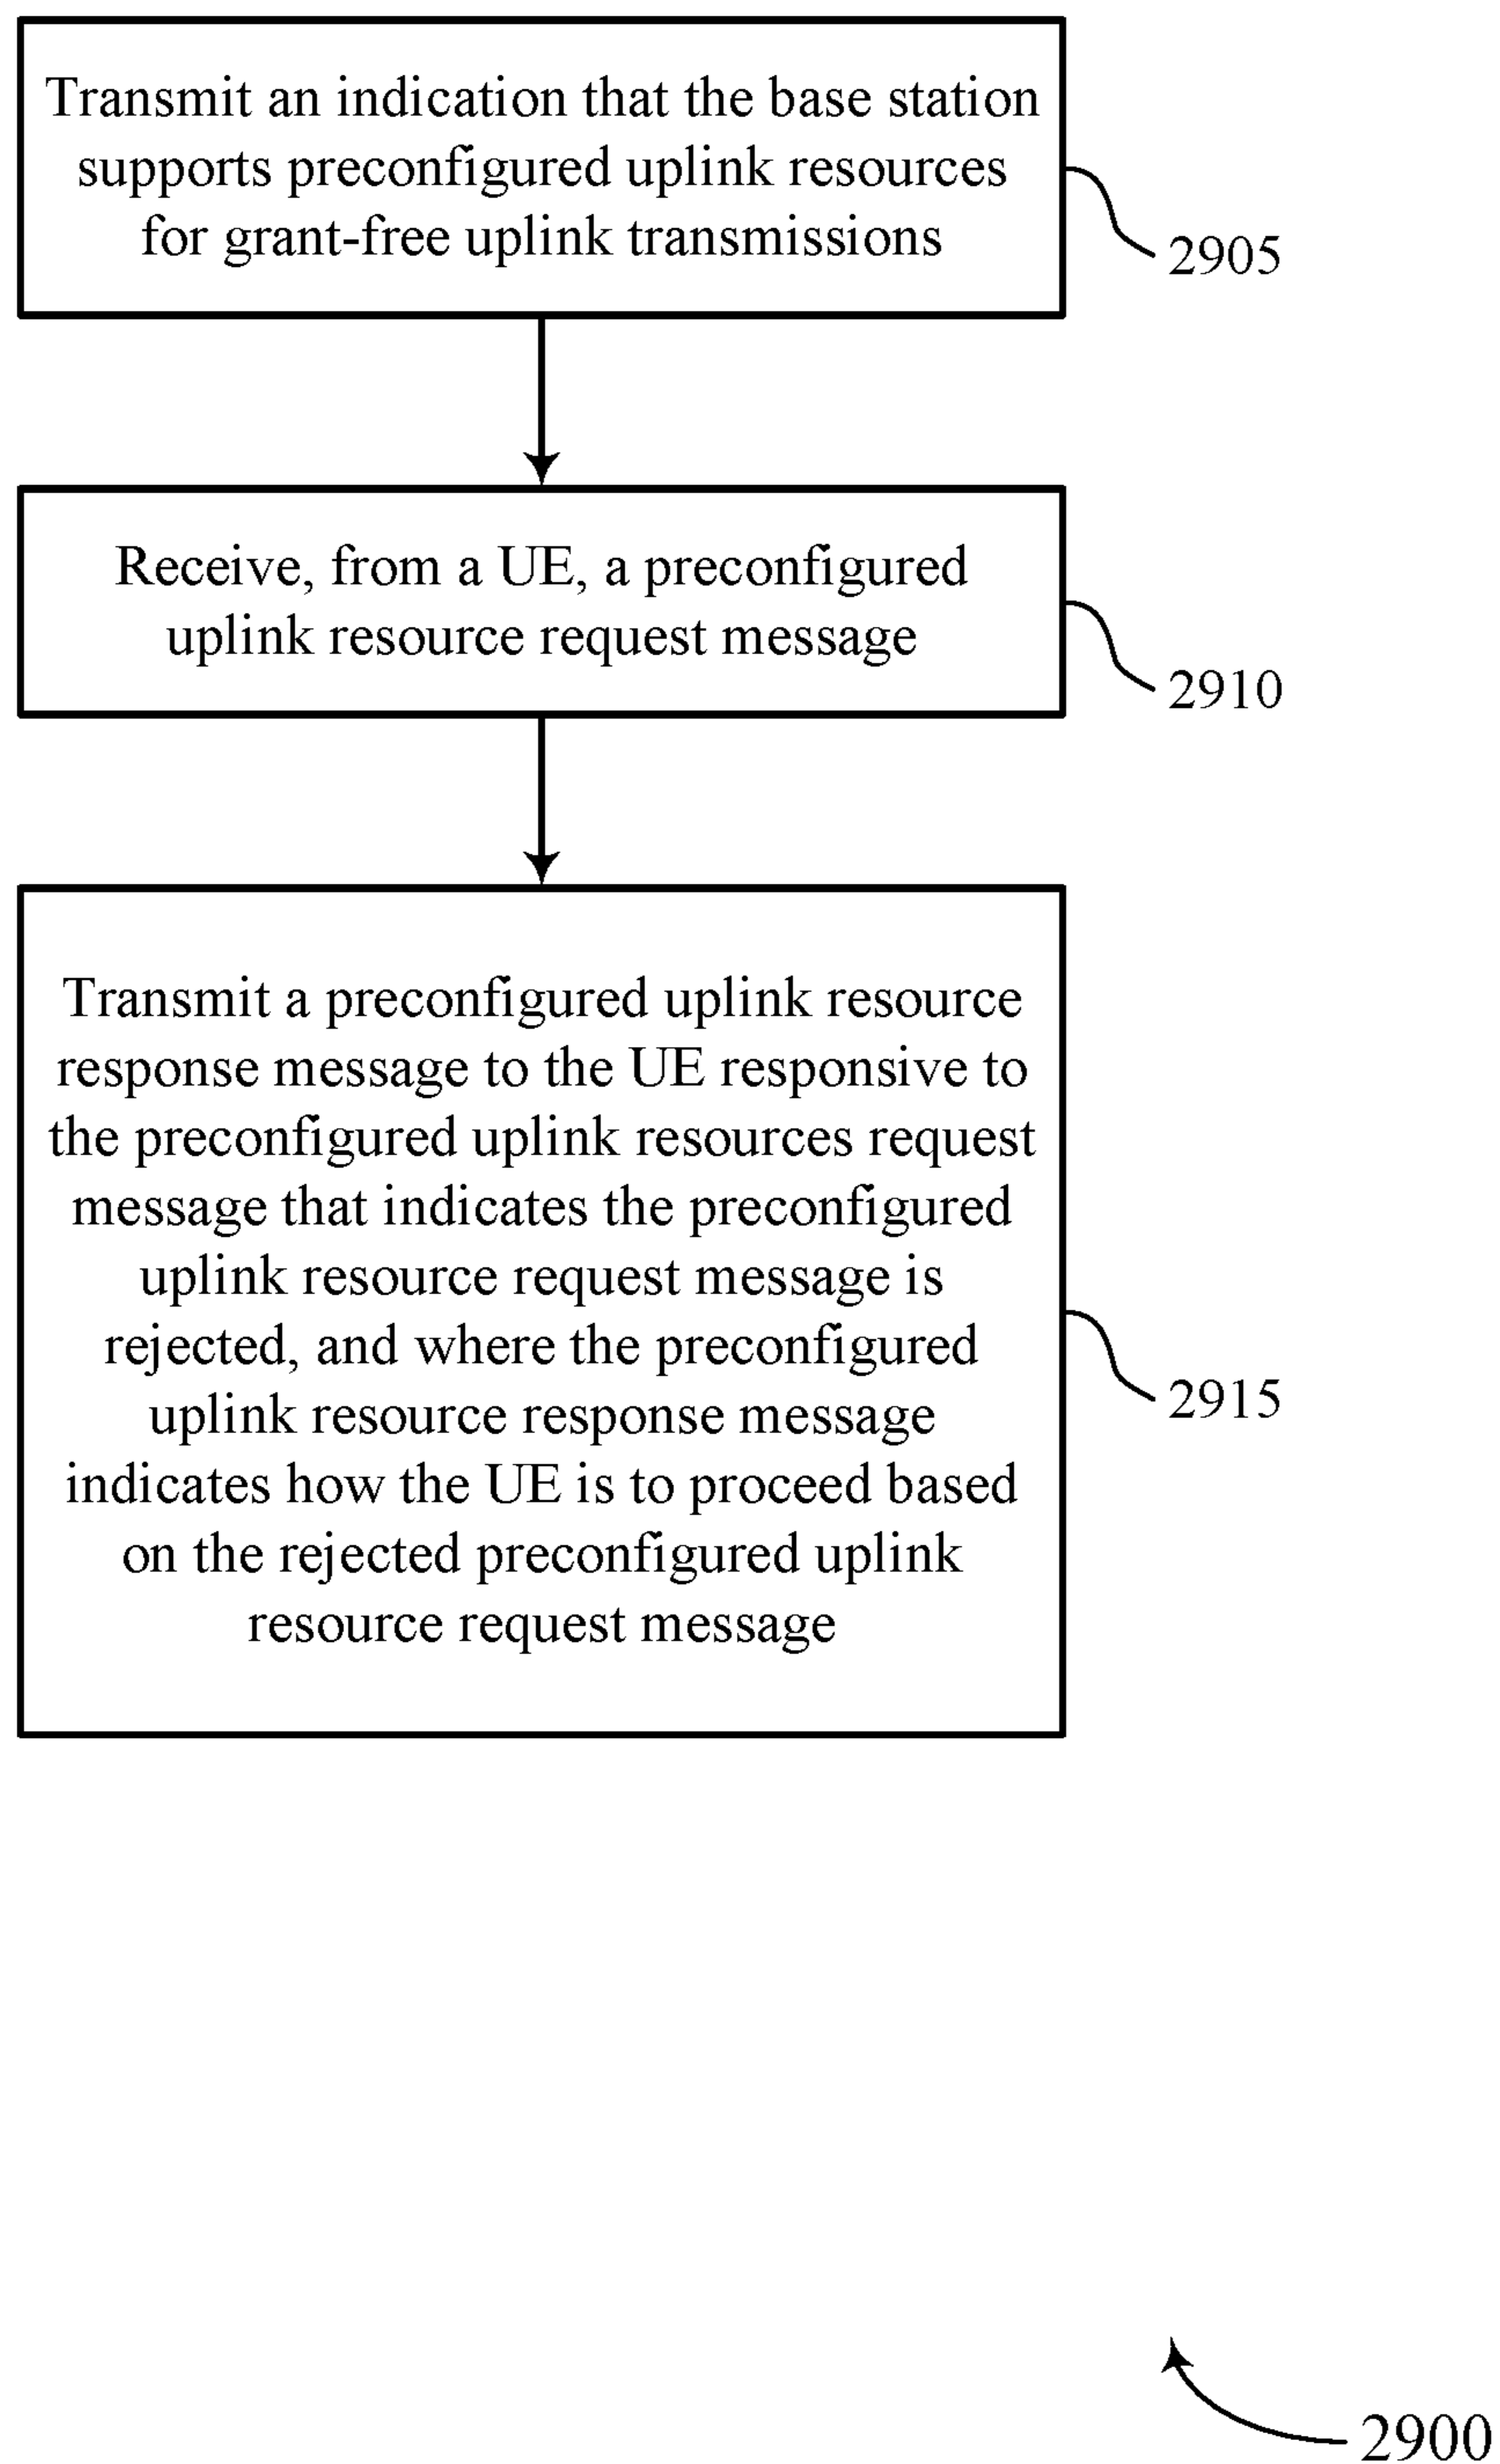 Transmit an indication that the base station
supports preconfigured uplink resources
for grant-free uplink transmissions
2905
Receive, from a UE, a preconfigured
uplink resource request message
2910
Transmit a preconfigured uplink resource
response message to the UE responsive to
the preconfigured uplink resources request
message that indicates the preconfigured
uplink resource request message is
rejected, and where the preconfigured
uplink resource response message
indicates how the UE is to proceed based
on the rejected preconfigured uplink
resource request message
2915
2900